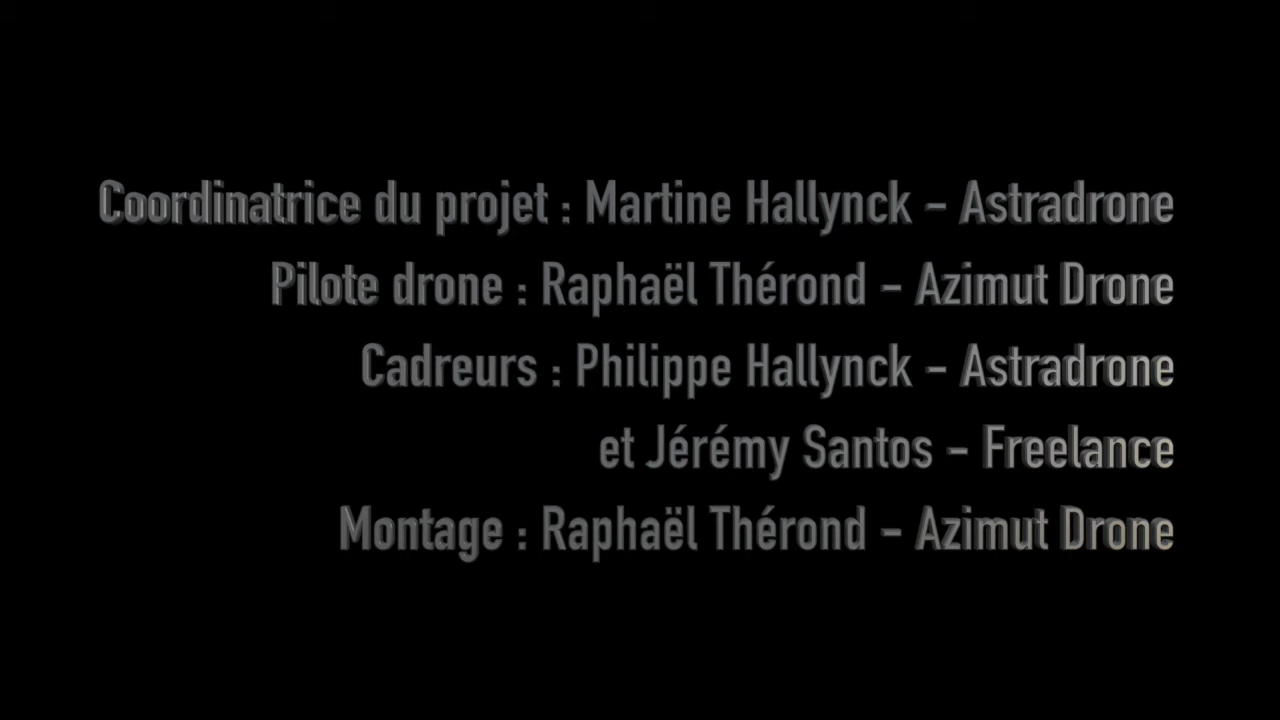 Coordinatrice du projet : Martine Hallynck – Astradrone
Pilote drone : Raphaël Thérond – Azimut Drone
Cadreurs : Philippe Hallynck – Astradrone
et Jérémy Santos – Freelance
Montage : Raphaël Thérond – Azimut Drone